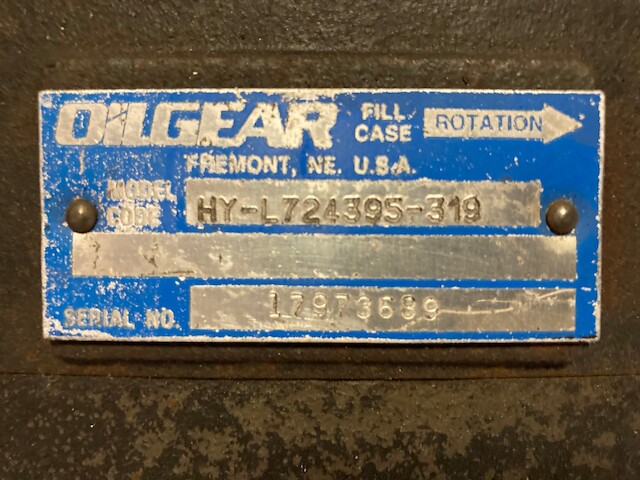 OILGEAR
FILL CASE
ROTATION
FREMONT, NE. U.S.A.
MODEL CODE HY-L724395-319
SERIAL NO. 17973689